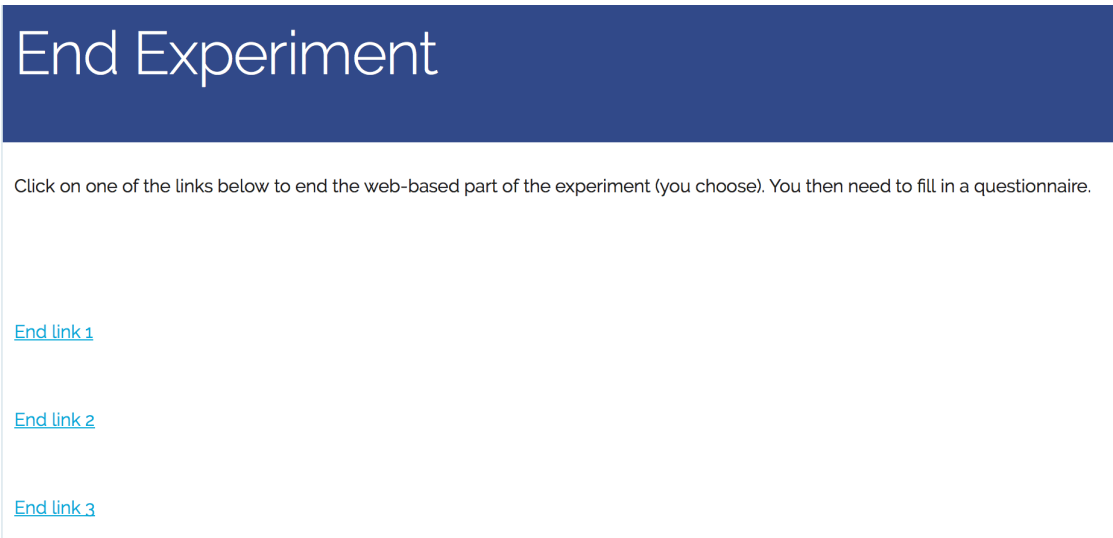 End Experiment
Click on one of the links below to end the web-based part of the experiment (you choose). You then need to fill in a questionnaire.
End link 1
End link 2
End link 3